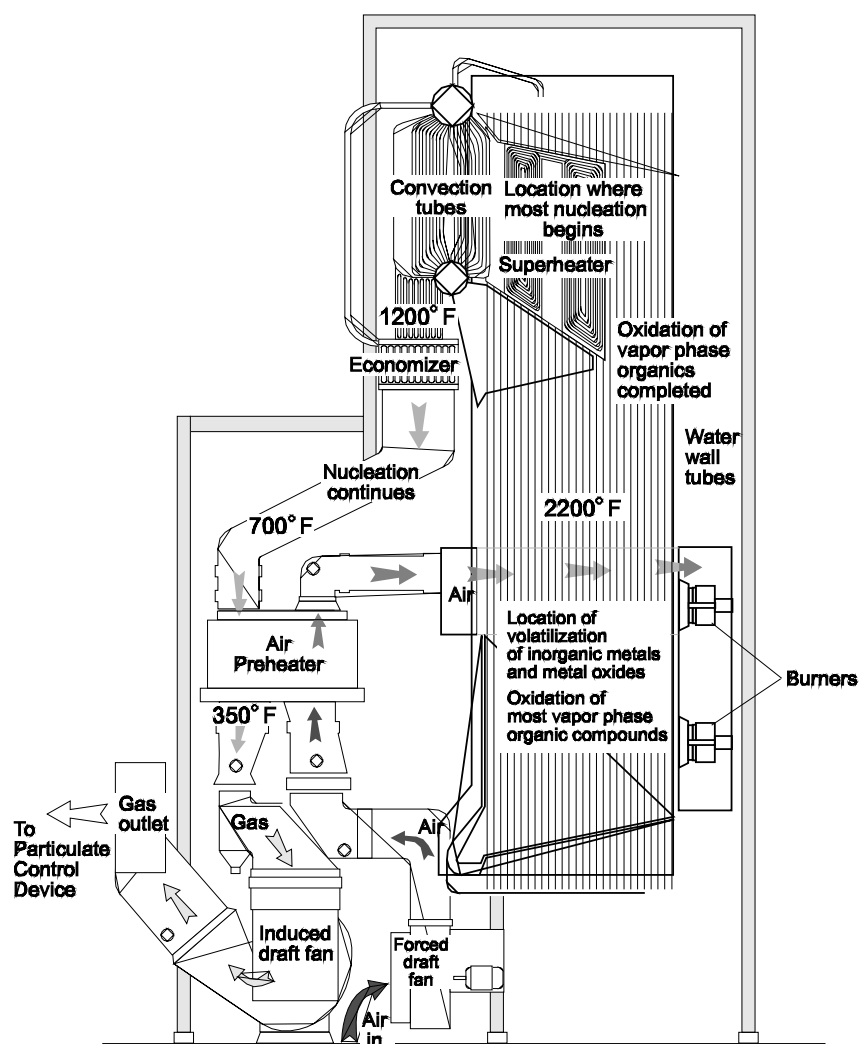 Convection
tubes
Location where
most nucleation
begins
Superheater
1200° F
Economizer
Oxidation of
vapor phase
organics
completed
Water
wall
tubes
Nucleation
continues
700° F
2200° F
Air
Air
Preheater
Location of
volatilization
of inorganic metals
and metal oxides
Oxidation of
most vapor phase
organic compounds
Burners
350° F
Gas
outlet
To
Particulate
Control
Device
Gas
Air
Induced
draft fan
Forced
draft
fan
Air
in